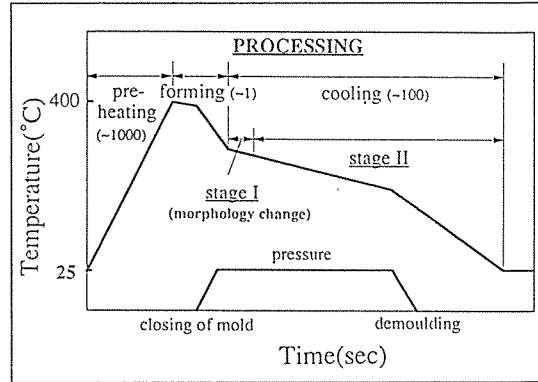 PROCESSING
pre-
heating
(~1000)
forming (~1)
cooling (~100)
400
Temperature(°C)
stage I
(morphology change)
stage II
pressure
25
closing of mold
demoulding
Time(sec)